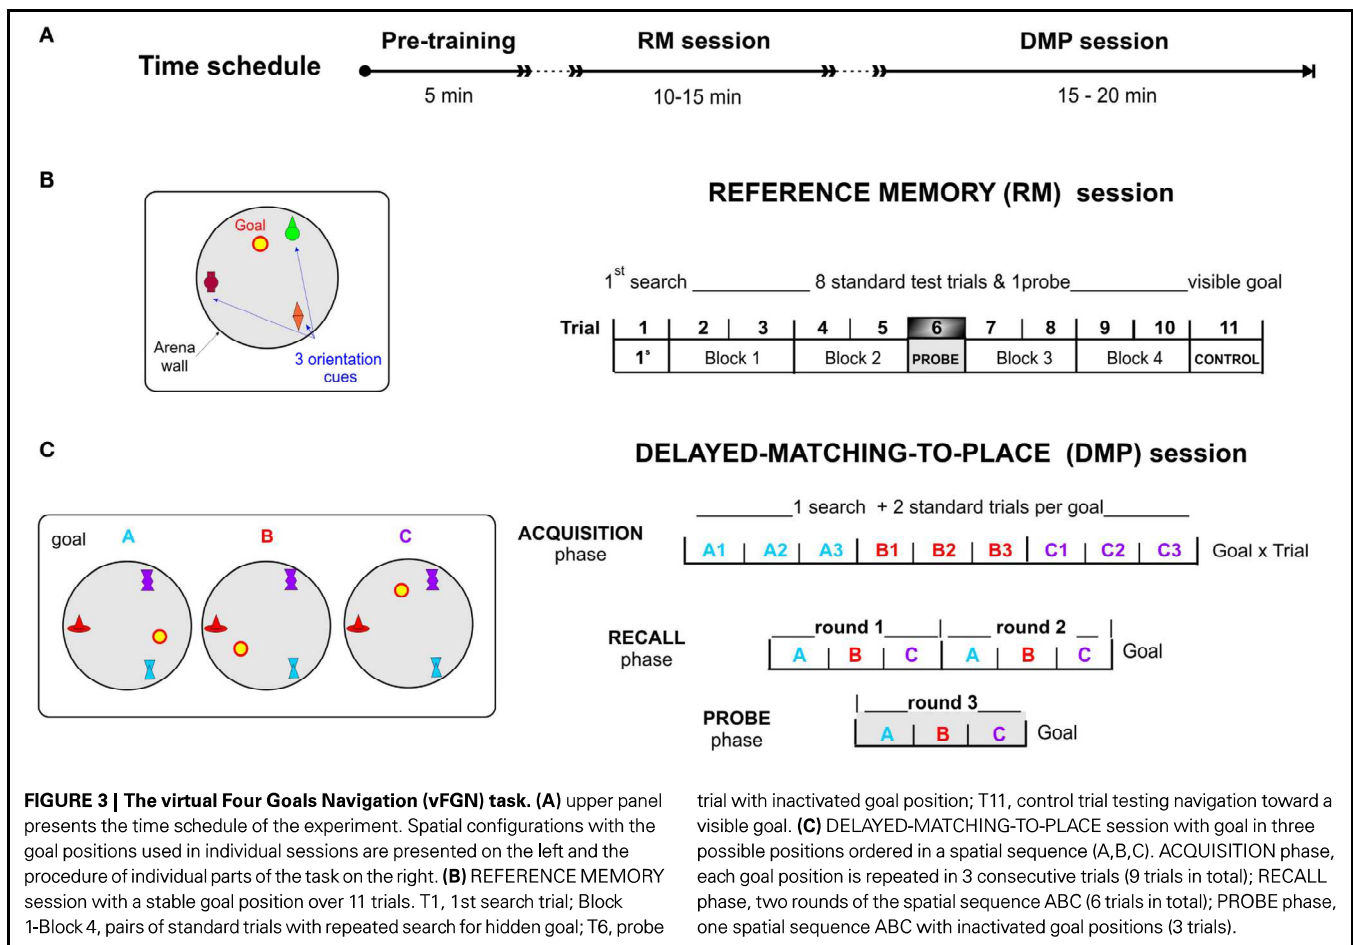 A
Time schedule
Pre-training
RM session
DMP session
5 min
10-15 min
15 - 20 min
B
Goal
Arena
wall
3 orientation
cues
REFERENCE MEMORY (RM) session
1st search ____________ 8 standard test trials & 1probe____________visible goal
Trial 1 2 3 4 5 6 7 8 9 10 11
1s Block 1 Block 2 PROBE Block 3 Block 4 CONTROL
C
goal A B C
DELAYED-MATCHING-TO-PLACE (DMP) session
__________1 search + 2 standard trials per goal_________
ACQUISITION
phase
A1 A2 A3 B1 B2 B3 C1 C2 C3 Goal x Trial
RECALL
phase
round 1 round 2
A B C A B C Goal
PROBE
phase
round 3
A B C Goal
FIGURE 3 | The virtual Four Goals Navigation (vFGN) task. (A) upper panel
presents the time schedule of the experiment. Spatial configurations with the
goal positions used in individual sessions are presented on the left and the
procedure of individual parts of the task on the right. (B) REFERENCE MEMORY
session with a stable goal position over 11 trials. T1, 1st search trial; Block
1-Block 4, pairs of standard trials with repeated search for hidden goal; T6, probe
trial with inactivated goal position; T11, control trial testing navigation toward a
visible goal. (C) DELAYED-MATCHING-TO-PLACE session with goal in three
possible positions ordered in a spatial sequence (A,B,C). ACQUISITION phase,
each goal position is repeated in 3 consecutive trials (9 trials in total); RECALL
phase, two rounds of the spatial sequence ABC (6 trials in total); PROBE phase,
one spatial sequence ABC with inactivated goal positions (3 trials).